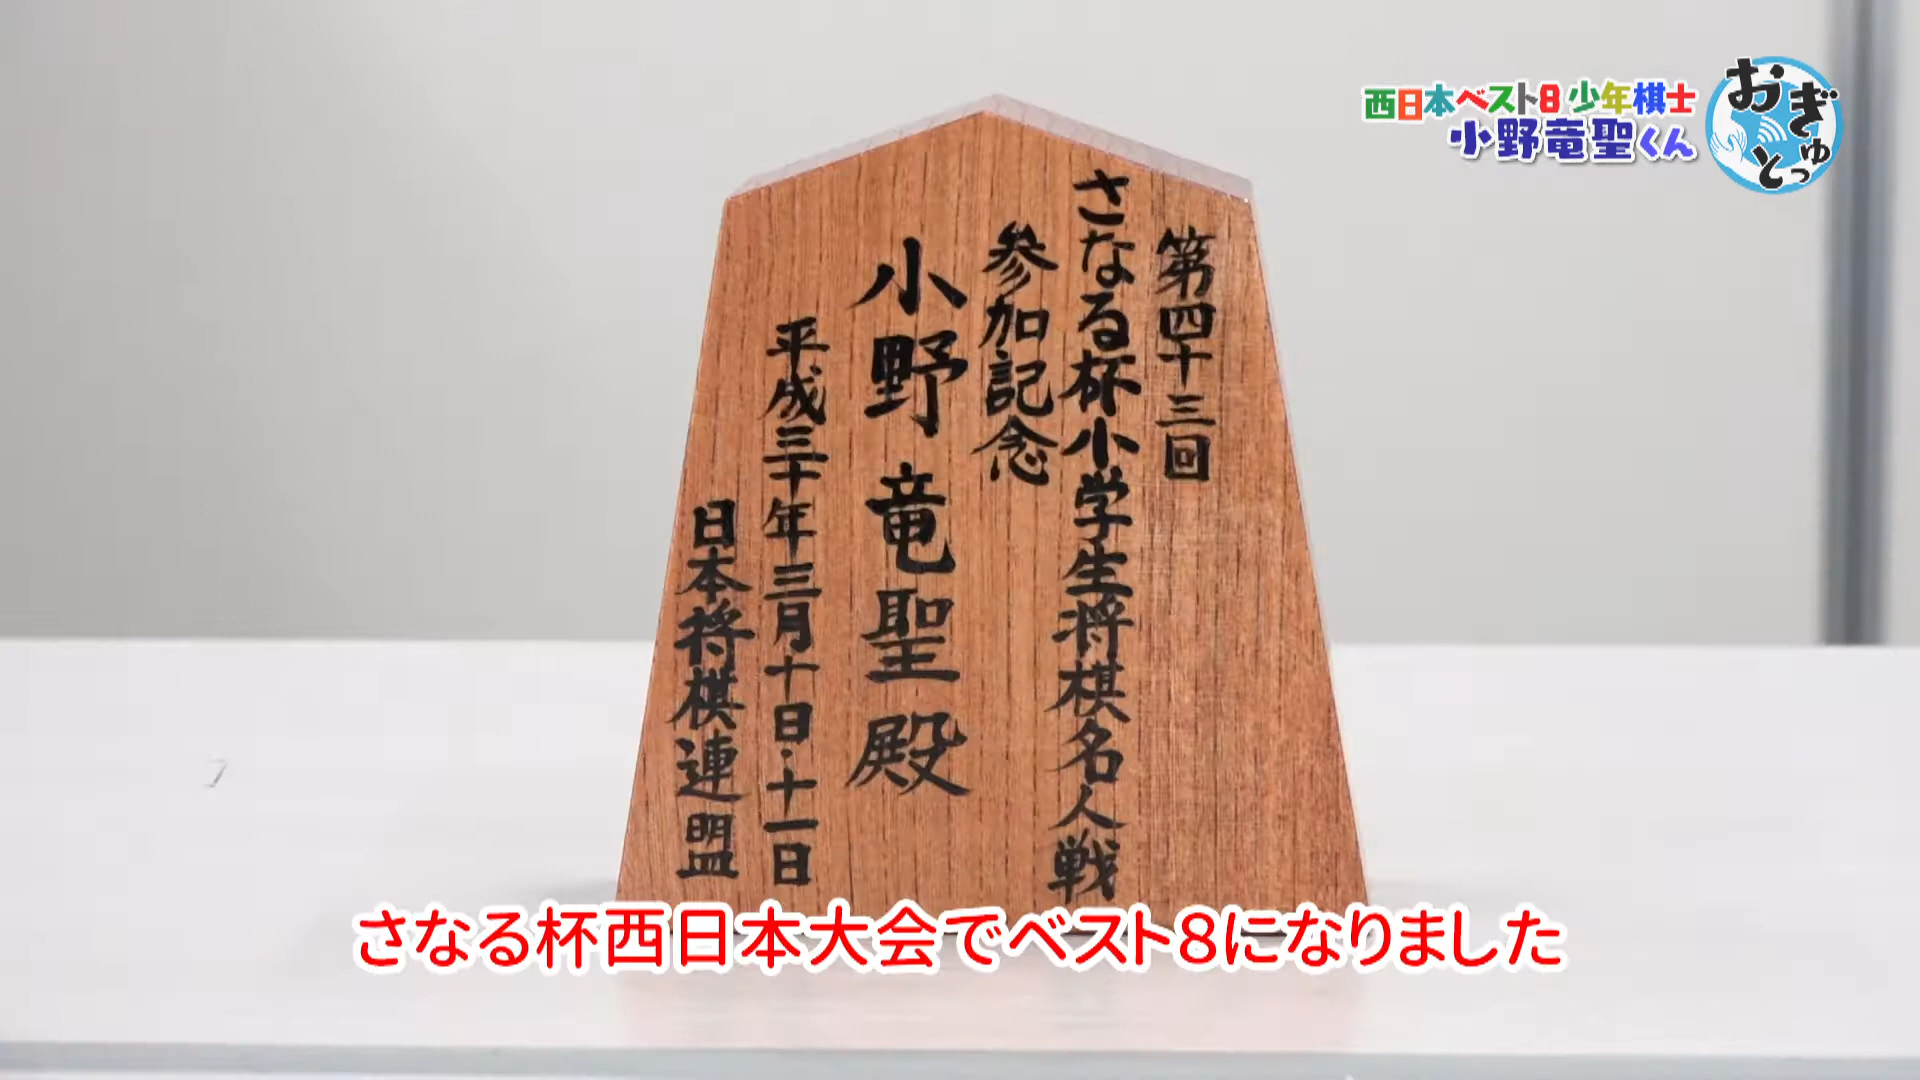 西日本ベスト8 少年棋士
小野竜聖くん
おぎゅっと
第四十三回
さなる杯小学生将棋名人戦
参加記念
小野竜聖殿
平成三十年三月十日・十一日
日本将棋連盟
さなる杯西日本大会でベスト8になりました